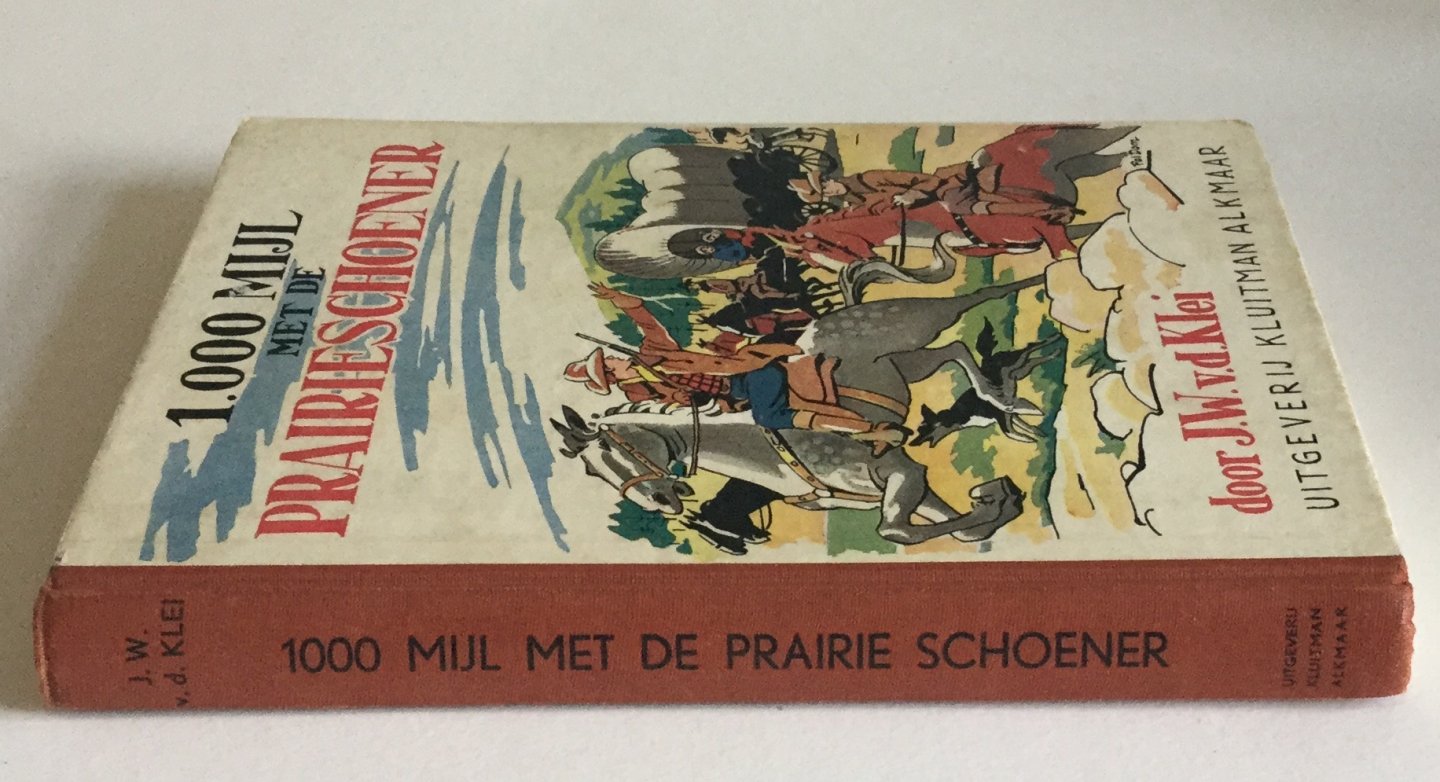 1.000 MIJL
MET DE
PRAIRIESCHOENER
door J.W.v.d.Klei
UITGEVERIJ KLUITMAN ALKMAAR
J. W.
v. d. KLEI
1000 MIJL MET DE PRAIRIE SCHOENER
UITGEVERIJ
KLUITMAN
ALKMAAR